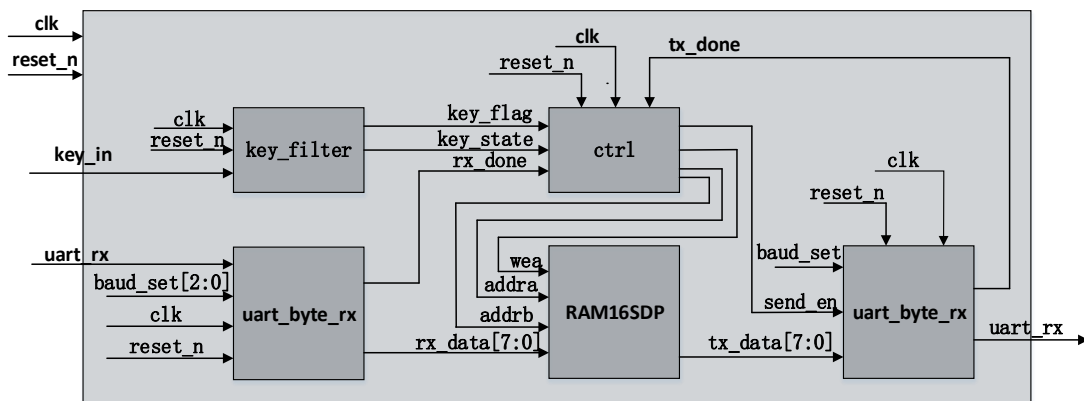 clk
reset_n
clk
reset_n
tx_done
clk
reset_n
key_in
key_filter
key_flag
key_state
rx_done
ctrl
clk
reset_n
uart_rx
baud_set[2:0]
clk
reset_n
uart_byte_rx
rx_data[7:0]
wea
addra
addrb
RAM16SDP
tx_data[7:0]
baud_set
send_en
uart_byte_rx
uart_rx